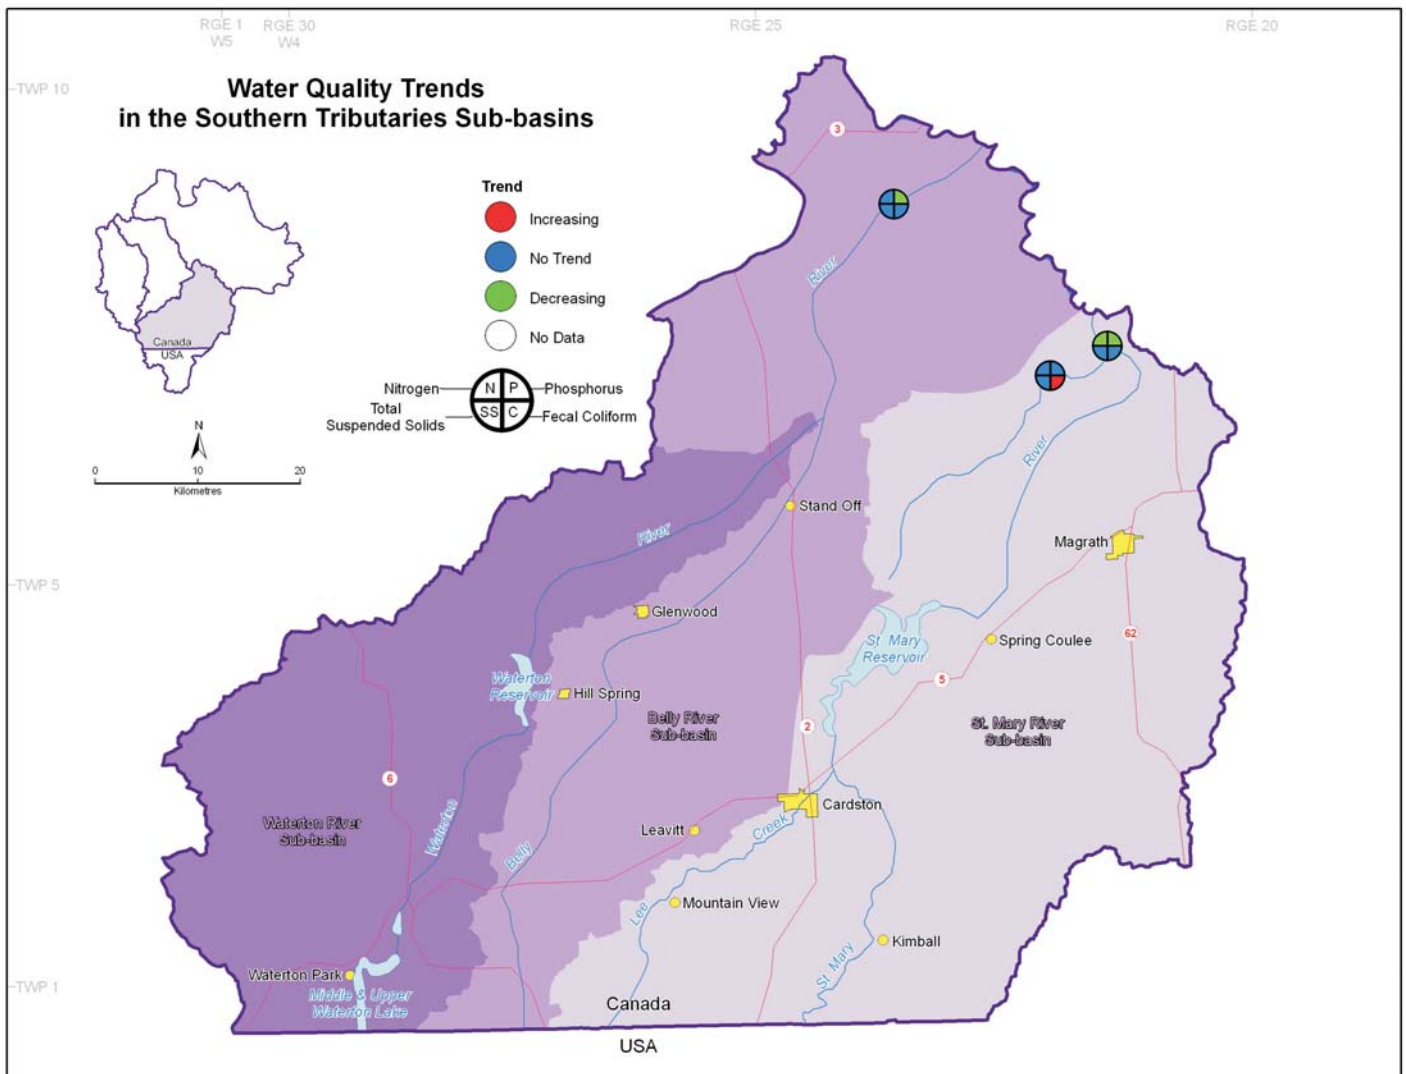 RGE 1
W5
RGE 30
W4
RGE 25
RGE 20
TWP 10
Water Quality Trends
in the Southern Tributaries Sub-basins
3
Trend
Increasing
No Trend
Decreasing
No Data
Canada
USA
Nitrogen
N
P
Phosphorus
Total
Suspended Solids
SS
C
Fecal Coliform
N
0
10
20
Kilometres
River
River
River
Stand Off
Magrath
TWP 5
Glenwood
St. Mary
Reservoir
Spring Coulee
62
5
Waterton
Reservoir
Hill Spring
Belly River
Sub-basin
2
St. Mary River
Sub-basin
6
Waterton River
Sub-basin
Waterton
Belly
Leavitt
Creek
Cardston
Lee
Mountain View
Kimball
St. Mary
Waterton Park
Middle & Upper
Waterton Lake
TWP 1
Canada
USA